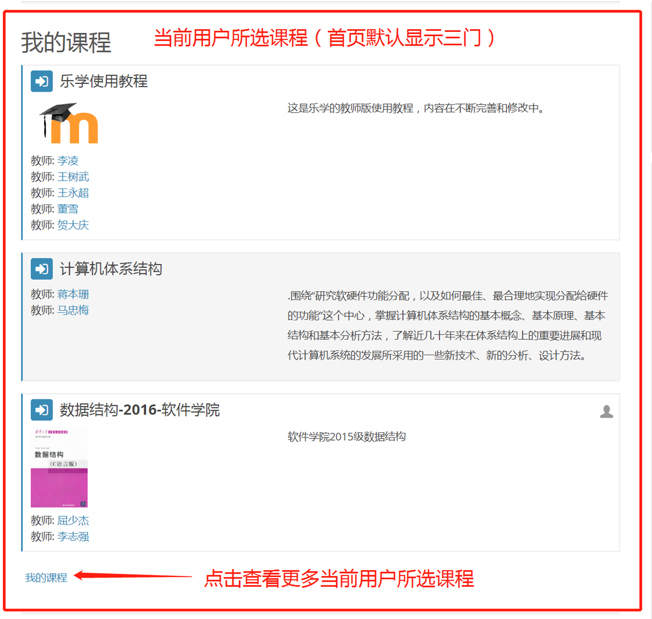 我的课程 当前用户所选课程（首页默认显示三门）
乐学使用教程
这是乐学的教师版使用教程，内容在不断完善和修改中。
m
教师: 李凌
教师: 王树武
教师: 王永超
教师: 董雪
教师: 贺大庆
计算机体系结构
教师: 蒋本珊
教师: 马忠梅
.围绕“研究软硬件功能分配，以及如何最佳、最合理地实现分配给硬件
的功能”这个中心，掌握计算机体系结构的基本概念、基本原理、基本
结构和基本分析方法，了解近几十年来在体系结构上的重要进展和现
代计算机系统的发展所采用的一些新技术、新的分析、设计方法。
数据结构-2016-软件学院
软件学院2015级数据结构
数据结构
(C语言版)
教师: 屈少杰
教师: 李志强
我的课程 点击查看更多当前用户所选课程